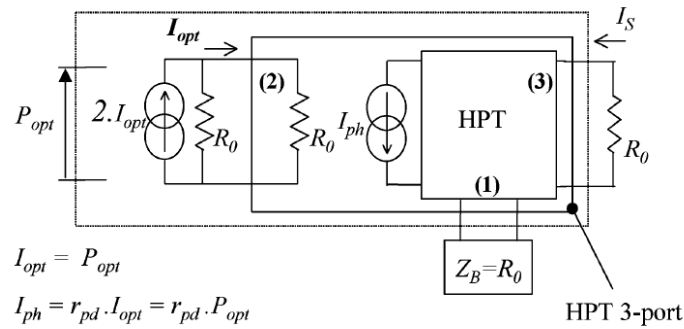 I_opt
I_S
(2)
(3)
P_opt
2.I_opt
R_0
R_0
I_ph
HPT
R_0
(1)
Z_B=R_0
I_opt = P_opt
I_ph = r_pd .I_opt = r_pd .P_opt
HPT 3-port